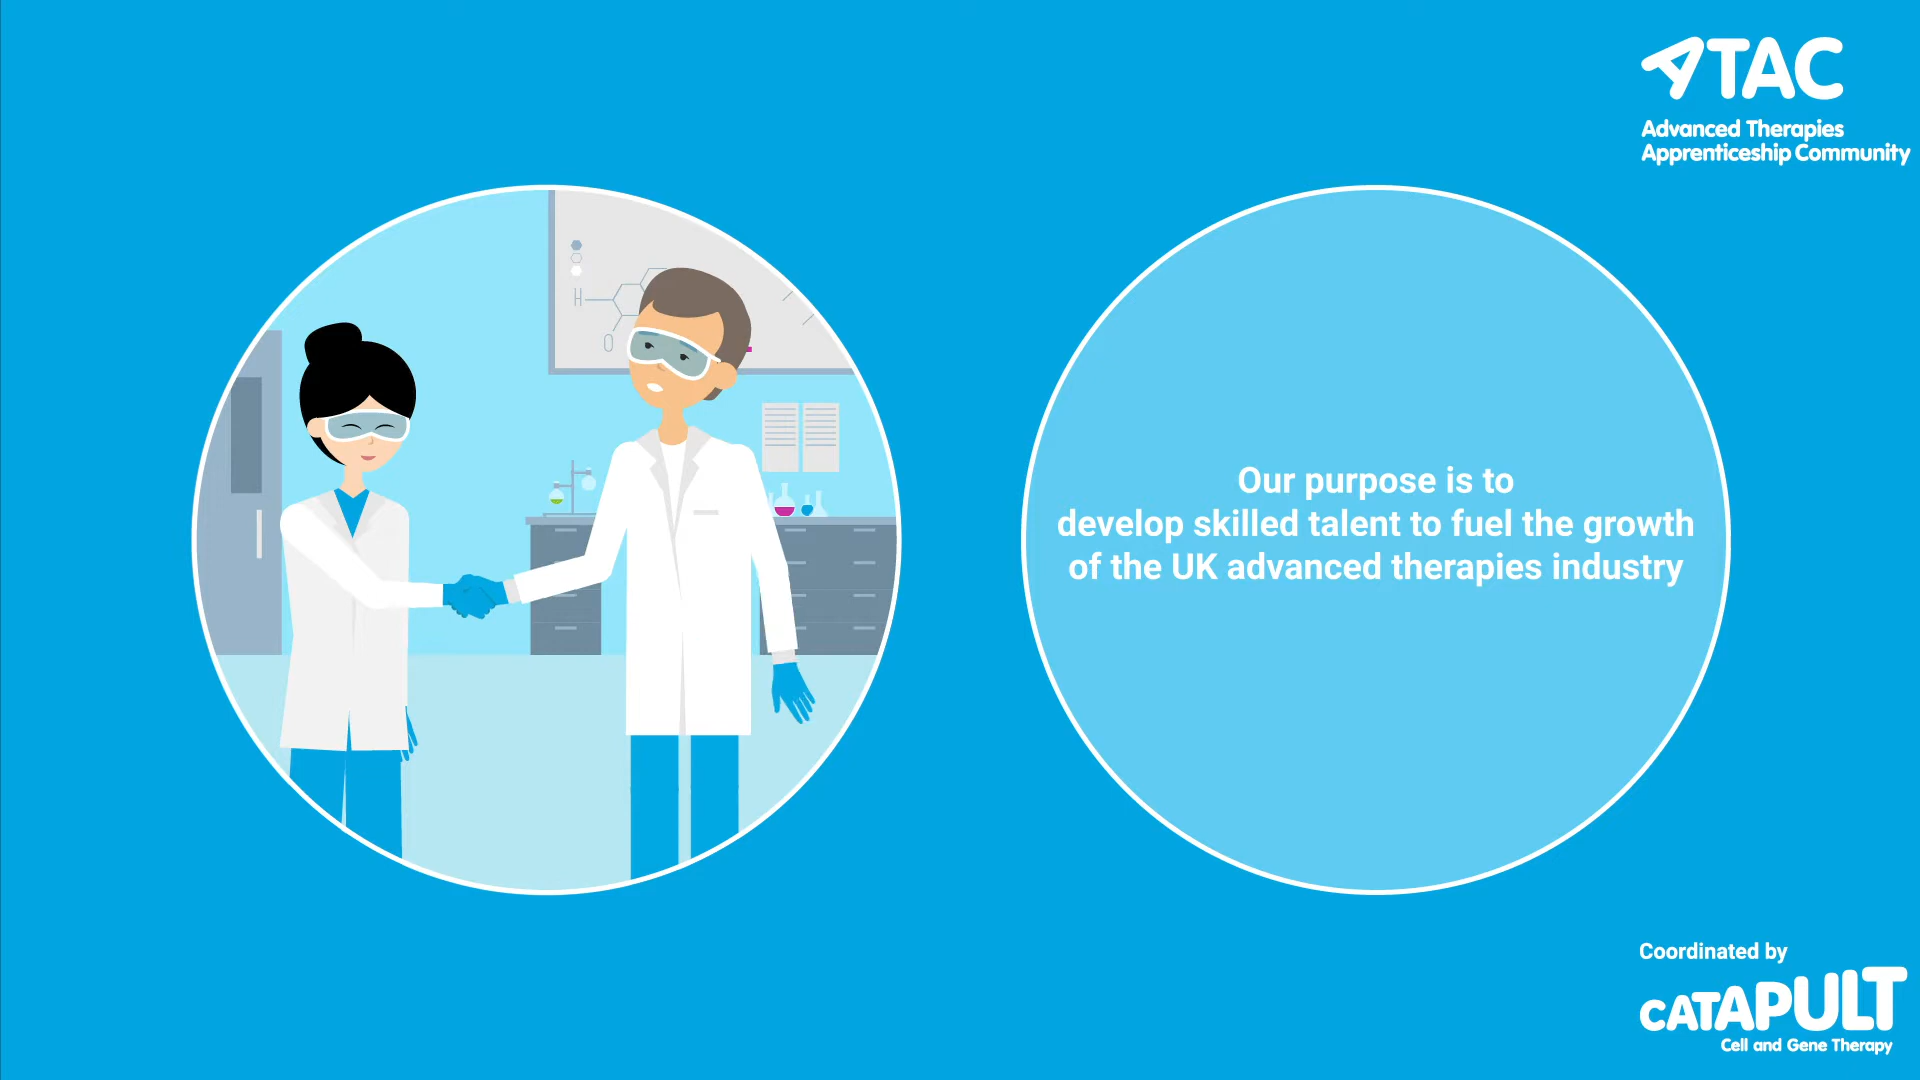 ATAC
Advanced Therapies
Apprenticeship Community
H
O
Our purpose is to
develop skilled talent to fuel the growth
of the UK advanced therapies industry
Coordinated by
CATAPULT
Cell and Gene Therapy